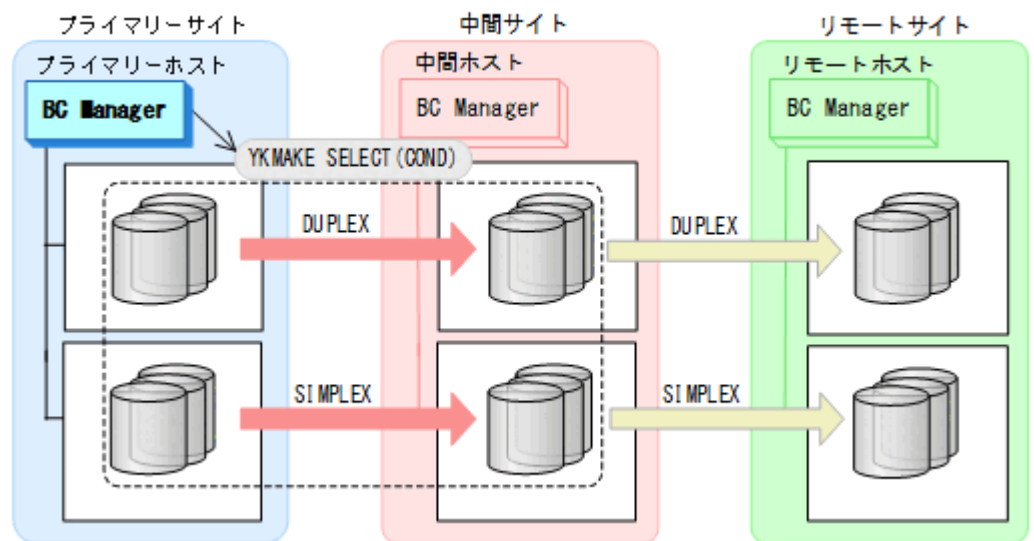 プライマリーサイト
中間サイト
リモートサイト
プライマリーホスト
中間ホスト
リモートホスト
BC Manager
BC Manager
BC Manager
YKMAKE SELECT(COND)
DUPLEX
DUPLEX
SIMPLEX
SIMPLEX